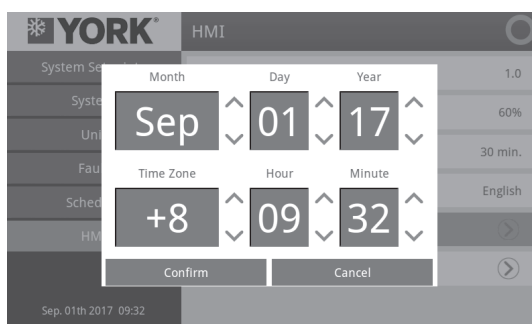 YORK®
HMI
System Se
Syste
Uni
Fau
Sched
HM
Sep. 01th 2017 09:32
Month Day Year
Sep 01 17
Time Zone Hour Minute
+8 09 32
Confirm Cancel
1.0
60%
30 min.
English